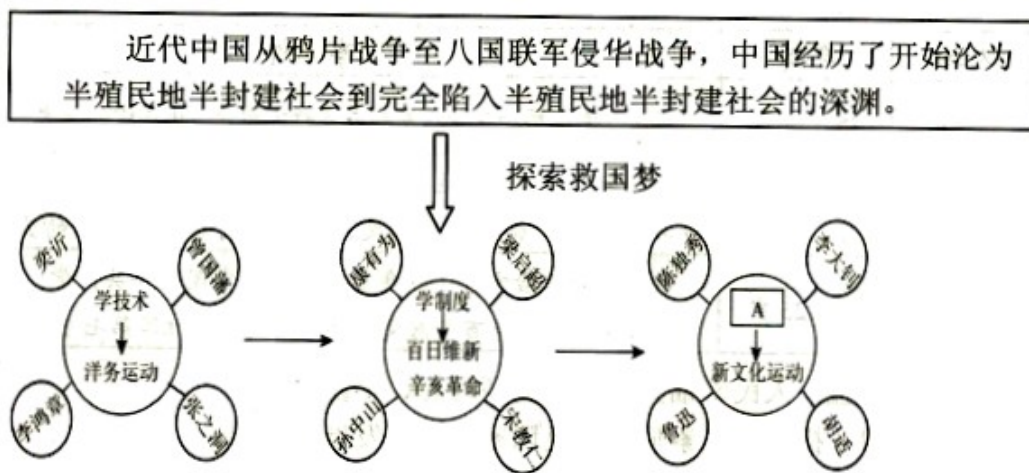 近代中国从鸦片战争至八国联军侵华战争，中国经历了开始沦为
半殖民地半封建社会到完全陷入半殖民地半封建社会的深渊。
探索救国梦
奕䜣
曾国藩
学技术
洋务运动
李鸿章
张之洞
康有为
梁启超
学制度
百日维新
辛亥革命
孙中山
宋教仁
陈独秀
李大钊
A
新文化运动
鲁迅
胡适